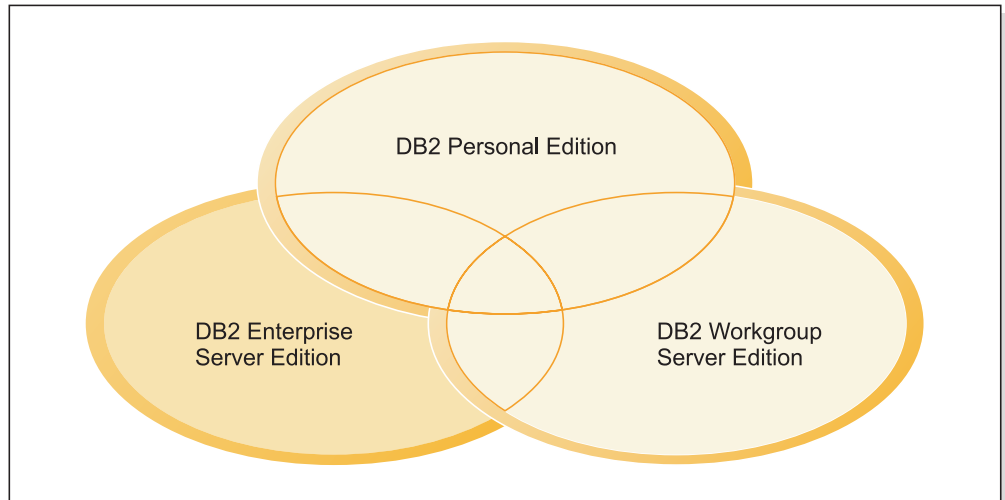 DB2 Personal Edition
DB2 Enterprise
Server Edition
DB2 Workgroup
Server Edition